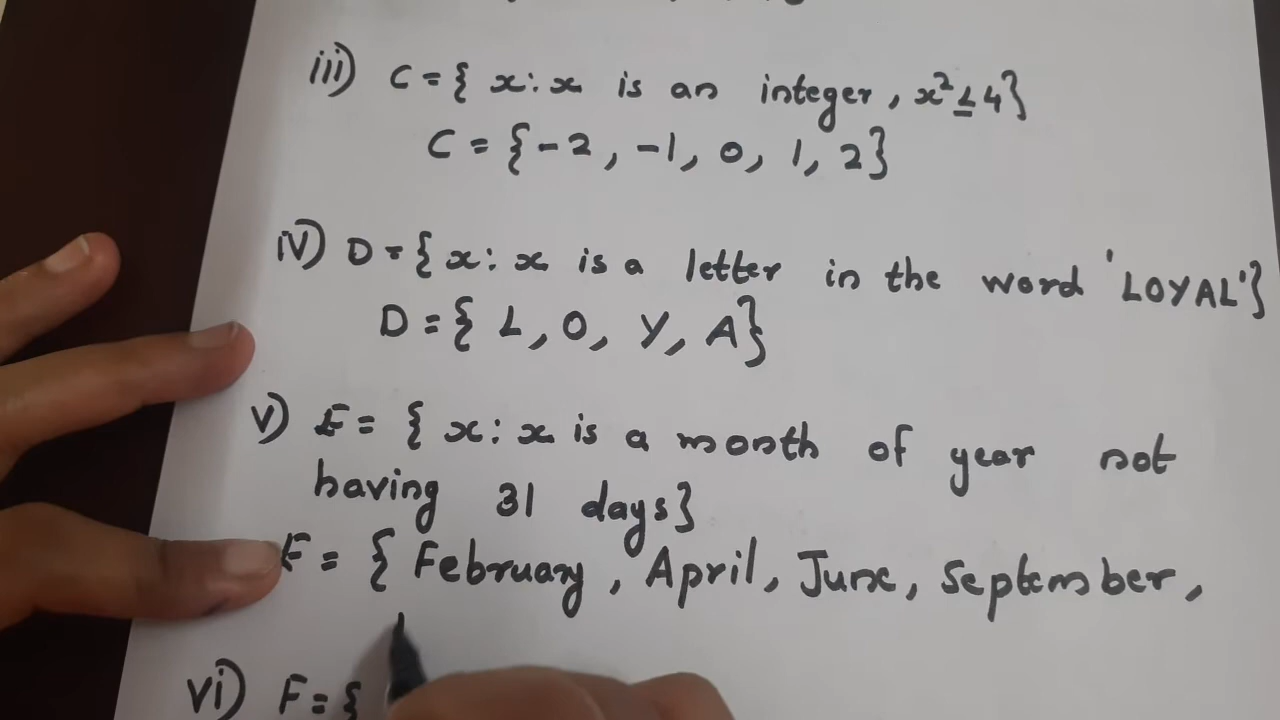 iii) C = { x : x is an integer , x² ≤ 4}
C = {-2 , -1, 0, 1, 2}
iv) D = { x : x is a letter in the word 'LOYAL'}
D = { L, O, Y, A}
v) E = { x : x is a month of year not
having 31 days}
E = { February , April, June, September,
vi) F = {